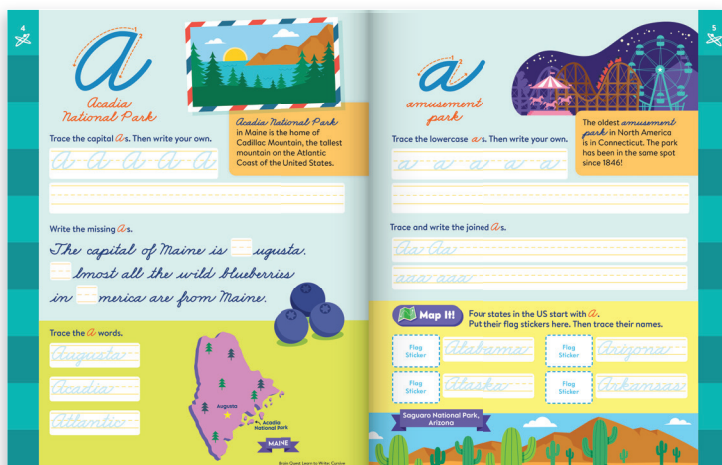 4
a
1
2
Acadia
National Park
Acadia National Park
in Maine is the home of
Cadillac Mountain, the tallest
mountain on the Atlantic
Coast of the United States.
Trace the capital a's. Then write your own.
a a a a a
Write the missing a's.
The capital of Maine is ugusta.
lmost all the wild blueberries
in merica are from Maine.
Trace the a words.
Augusta
Acadia
Atlantic
Augusta
Acadia
National Park
MAINE
Brain Quest Learn to Write: Cursive
5
a
1
2
amusement
park
The oldest amusement
park in North America
is in Connecticut. The park
has been in the same spot
since 1846!
Trace the lowercase a's. Then write your own.
a a a a a
Trace and write the joined a's.
Aa Aa
aaa aaa
Map It!
Four states in the US start with a.
Put their flag stickers here. Then trace their names.
Flag
Sticker
Alabama
Flag
Sticker
Arizona
Flag
Sticker
Alaska
Flag
Sticker
Arkansas
Saguaro National Park,
Arizona